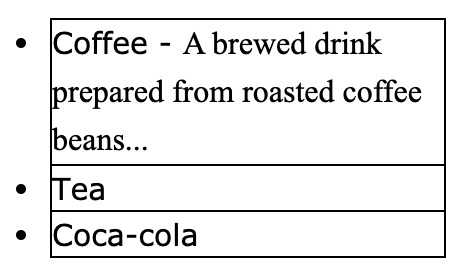 Coffee - A brewed drink
prepared from roasted coffee
beans...
Tea
Coca-cola